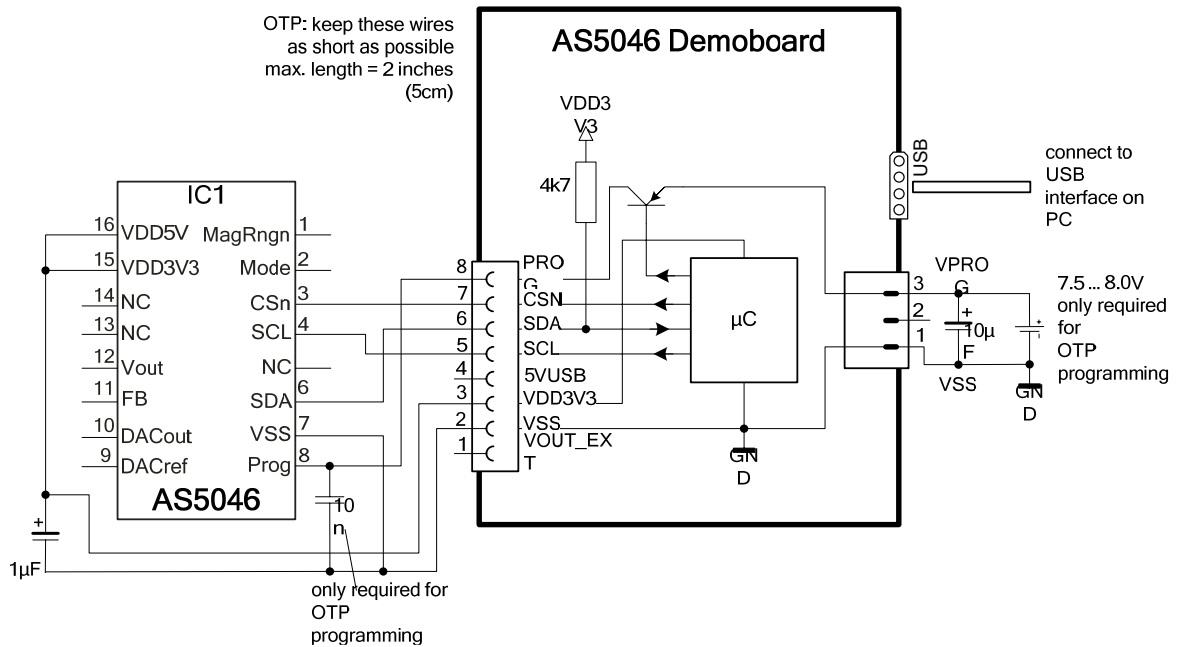 OTP: keep these wires
as short as possible
max. length = 2 inches
(5cm)
AS5046 Demoboard
VDD3
V3
4k7
USB
connect to
USB
interface on
PC
IC1
16
VDD5V
MagRngn
1
15
VDD3V3
Mode
2
14
NC
CSn
3
13
NC
SCL
4
12
Vout
NC
11
FB
SDA
6
10
DACout
VSS
7
9
DACref
Prog
8
AS5046
8
PRO
G
7
CSN
6
SDA
5
SCL
4
5VUSB
3
VDD3V3
2
VSS
1
VOUT_EX
T
µC
GN
D
3
2
1
VPRO
G
+
10µ
F
VSS
+
-
7.5 ... 8.0V
only required
for
OTP
programming
GN
D
+
1µF
10
n
only required for
OTP
programming